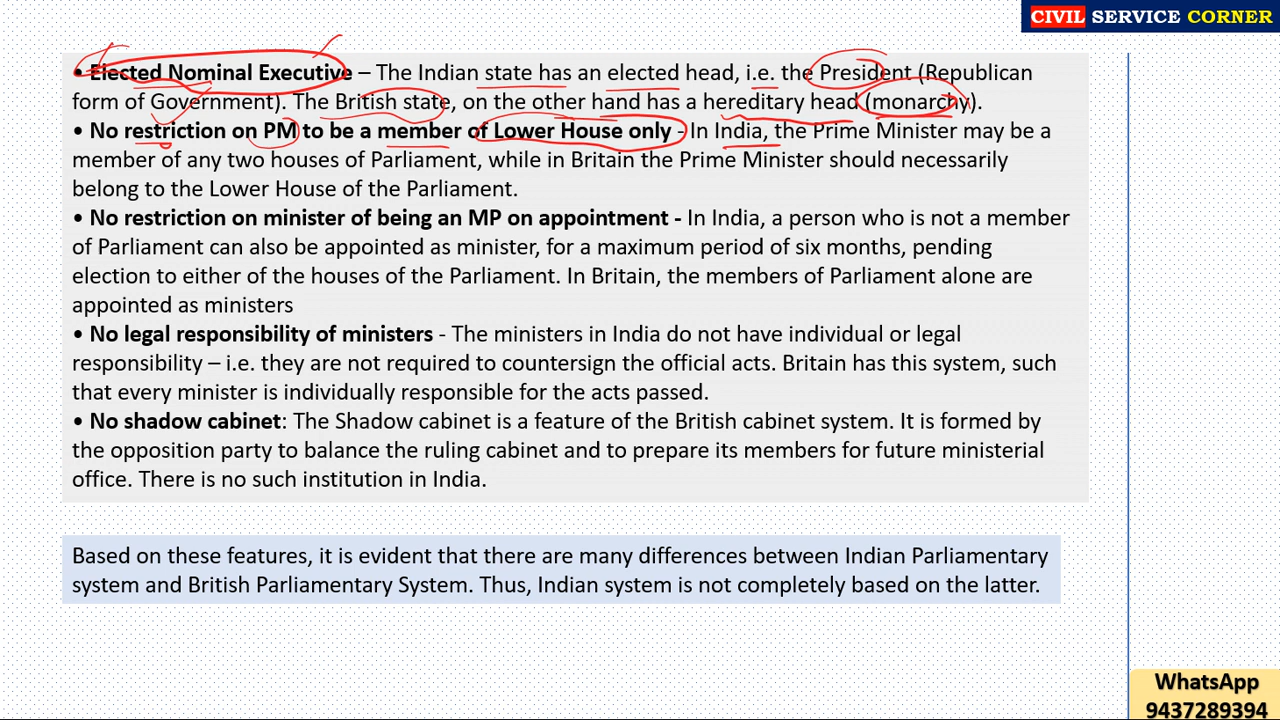 CIVIL SERVICE CORNER
• Elected Nominal Executive – The Indian state has an elected head, i.e. the President (Republican
form of Government). The British state, on the other hand has a hereditary head (monarchy).
• No restriction on PM to be a member of Lower House only - In India, the Prime Minister may be a
member of any two houses of Parliament, while in Britain the Prime Minister should necessarily
belong to the Lower House of the Parliament.
• No restriction on minister of being an MP on appointment - In India, a person who is not a member
of Parliament can also be appointed as minister, for a maximum period of six months, pending
election to either of the houses of the Parliament. In Britain, the members of Parliament alone are
appointed as ministers
• No legal responsibility of ministers - The ministers in India do not have individual or legal
responsibility – i.e. they are not required to countersign the official acts. Britain has this system, such
that every minister is individually responsible for the acts passed.
• No shadow cabinet: The Shadow cabinet is a feature of the British cabinet system. It is formed by
the opposition party to balance the ruling cabinet and to prepare its members for future ministerial
office. There is no such institution in India.
Based on these features, it is evident that there are many differences between Indian Parliamentary
system and British Parliamentary System. Thus, Indian system is not completely based on the latter.
WhatsApp
9437289394